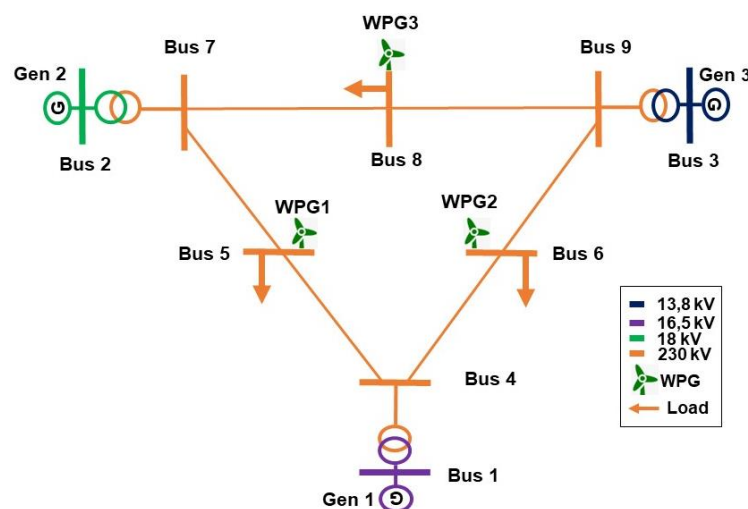 WPG3
Bus 7
Bus 9
Gen 2
Gen 3
G
G
Bus 2
Bus 8
Bus 3
WPG1
WPG2
Bus 5
Bus 6
13,8 kV
16,5 kV
18 kV
230 kV
WPG
Load
Bus 4
Bus 1
Gen 1
G